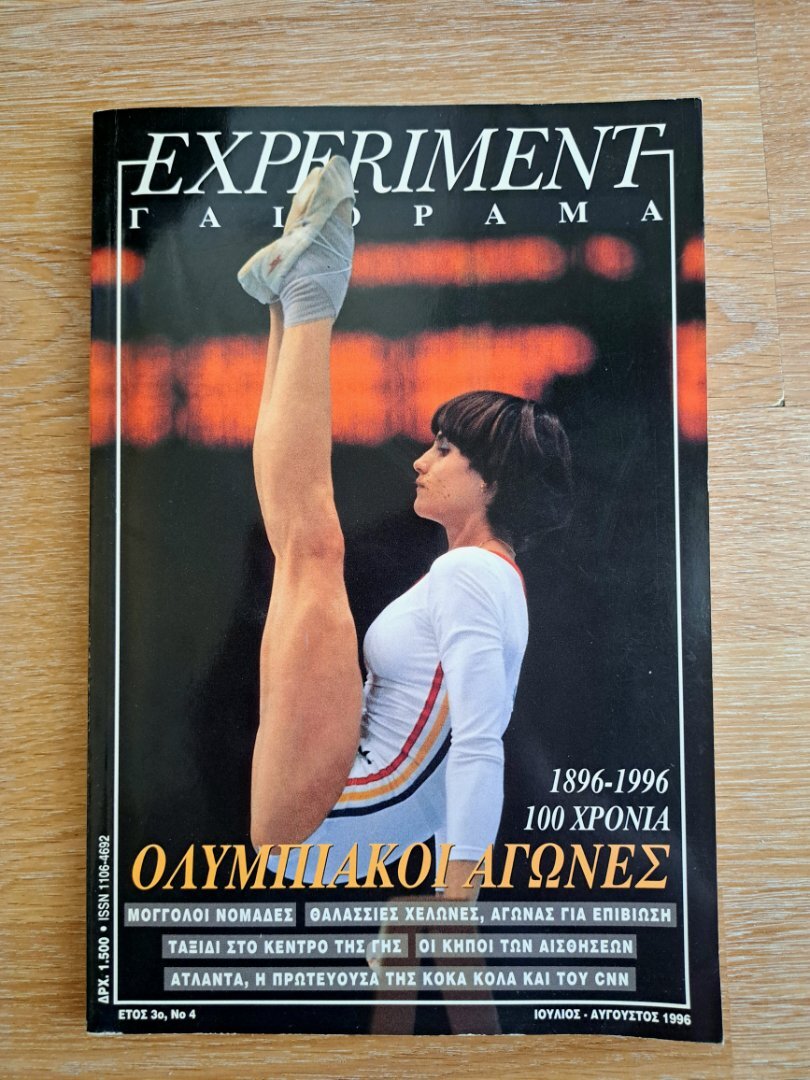 EXPERIMENT
ΓΑΙΟΡΑΜΑ
1896-1996
100 ΧΡΟΝΙΑ
ΟΛΥΜΠΙΑΚΟΙ ΑΓΩΝΕΣ
ΜΟΓΓΟΛΟΙ ΝΟΜΑΔΕΣ ΘΑΛΑΣΣΙΕΣ ΧΕΛΩΝΕΣ, ΑΓΩΝΑΣ ΓΙΑ ΕΠΙΒΙΩΣΗ
ΤΑΞΙΔΙ ΣΤΟ ΚΕΝΤΡΟ ΤΗΣ ΓΗΣ ΟΙ ΚΗΠΟΙ ΤΩΝ ΑΙΣΘΗΣΕΩΝ
ΑΤΛΑΝΤΑ, Η ΠΡΩΤΕΥΟΥΣΑ ΤΗΣ ΚΟΚΑ ΚΟΛΑ ΚΑΙ ΤΟΥ CNN
ΕΤΟΣ 3ο, Νο 4 ΙΟΥΛΙΟΣ - ΑΥΓΟΥΣΤΟΣ 1996
ΔΡΧ. 1.500 • ISSN 1106-4692